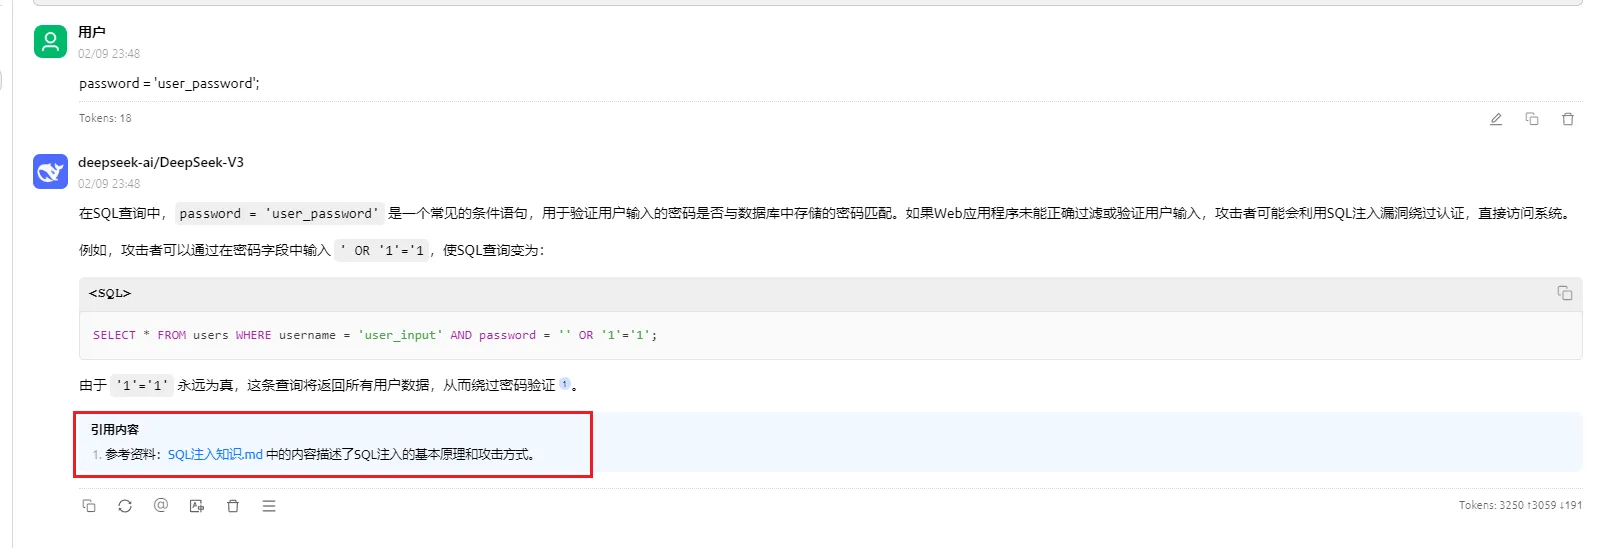 用户
02/09 23:48
password = 'user_password';
Tokens: 18
deepseek-ai/DeepSeek-V3
02/09 23:48
在SQL查询中，password = 'user_password' 是一个常见的条件语句，用于验证用户输入的密码是否与数据库中存储的密码匹配。如果Web应用程序未能正确过滤或验证用户输入，攻击者可能会利用SQL注入漏洞绕过认证，直接访问系统。
例如，攻击者可以通过在密码字段中输入 ' OR '1'='1，使SQL查询变为：
<SQL>
SELECT * FROM users WHERE username = 'user_input' AND password = '' OR '1'='1';
由于 '1'='1' 永远为真，这条查询将返回所有用户数据，从而绕过密码验证 1。
引用内容
1. 参考资料：SQL注入知识.md 中的内容描述了SQL注入的基本原理和攻击方式。
Tokens: 3250 ↑3059 ↓191